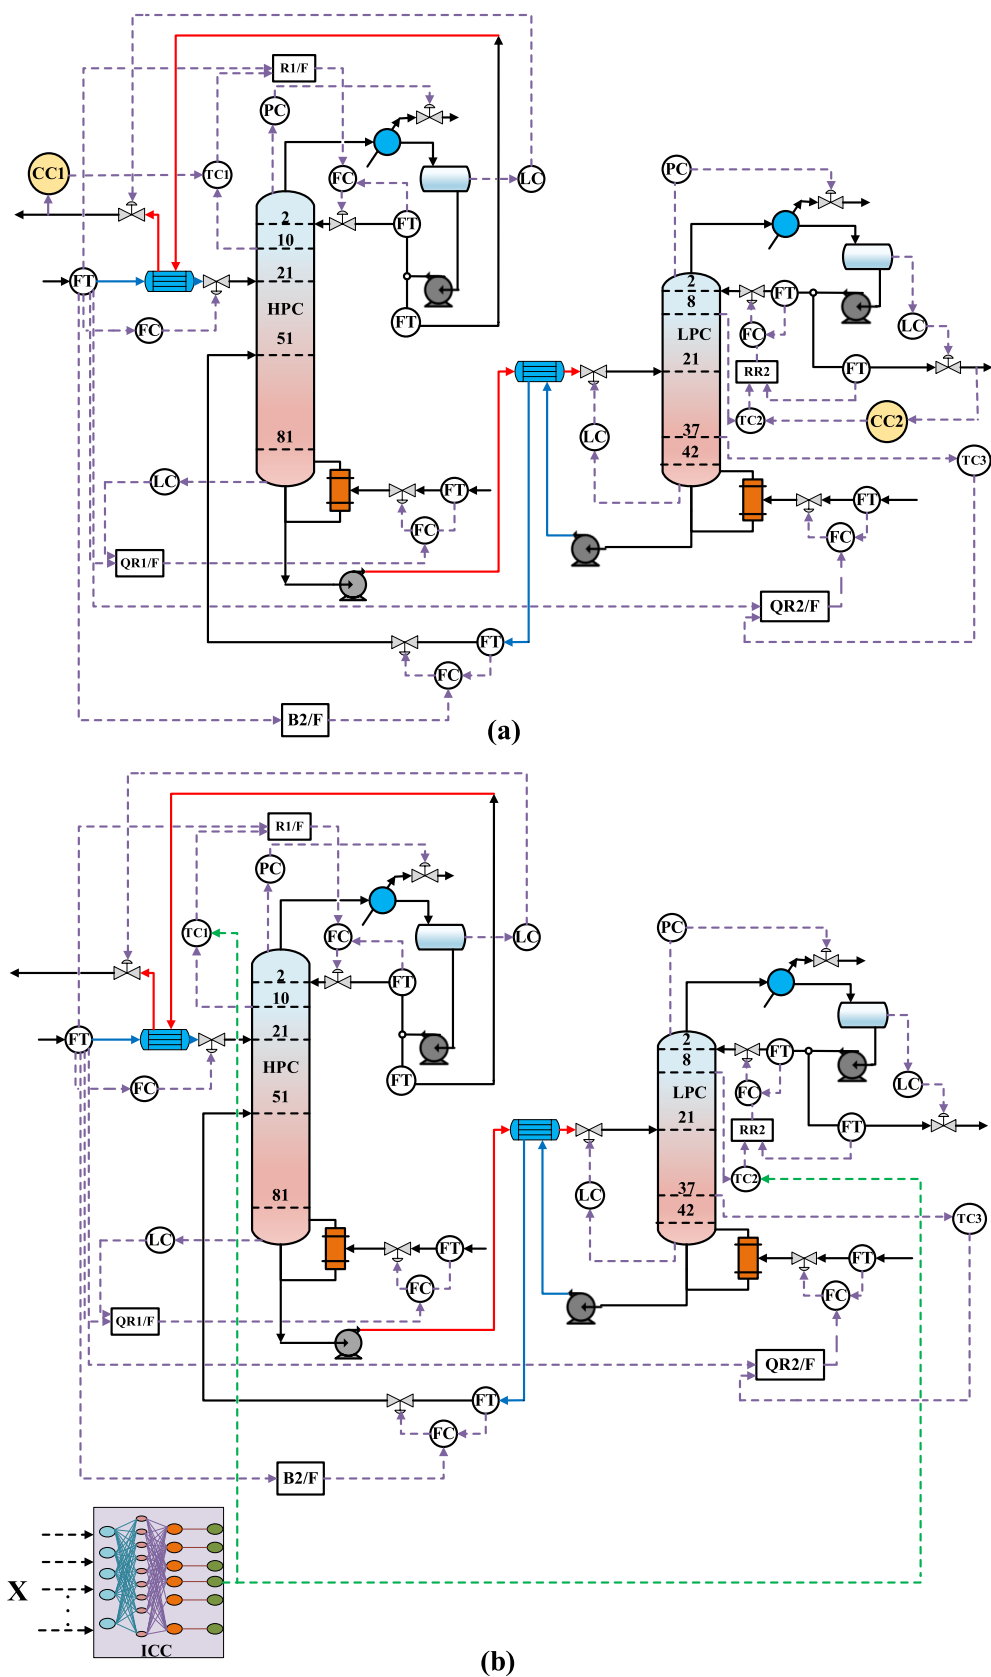 R1/F
PC
CC1
TC1
FC
LC
PC
2
FT
10
FT
21
HPC
FT
FC
51
2
8
FT
LPC
FC
LC
21
RR2
FT
TC2
CC2
81
LC
37
42
TC3
LC
FT
FC
FT
FC
QR1/F
QR2/F
FT
FC
B2/F
(a)
R1/F
PC
TC1
FC
LC
PC
2
FT
10
FT
21
HPC
FT
FC
51
2
8
FT
LPC
FC
LC
21
RR2
FT
TC2
81
LC
37
42
TC3
LC
FT
FC
FT
FC
QR1/F
QR2/F
FT
FC
B2/F
X
ICC
(b)